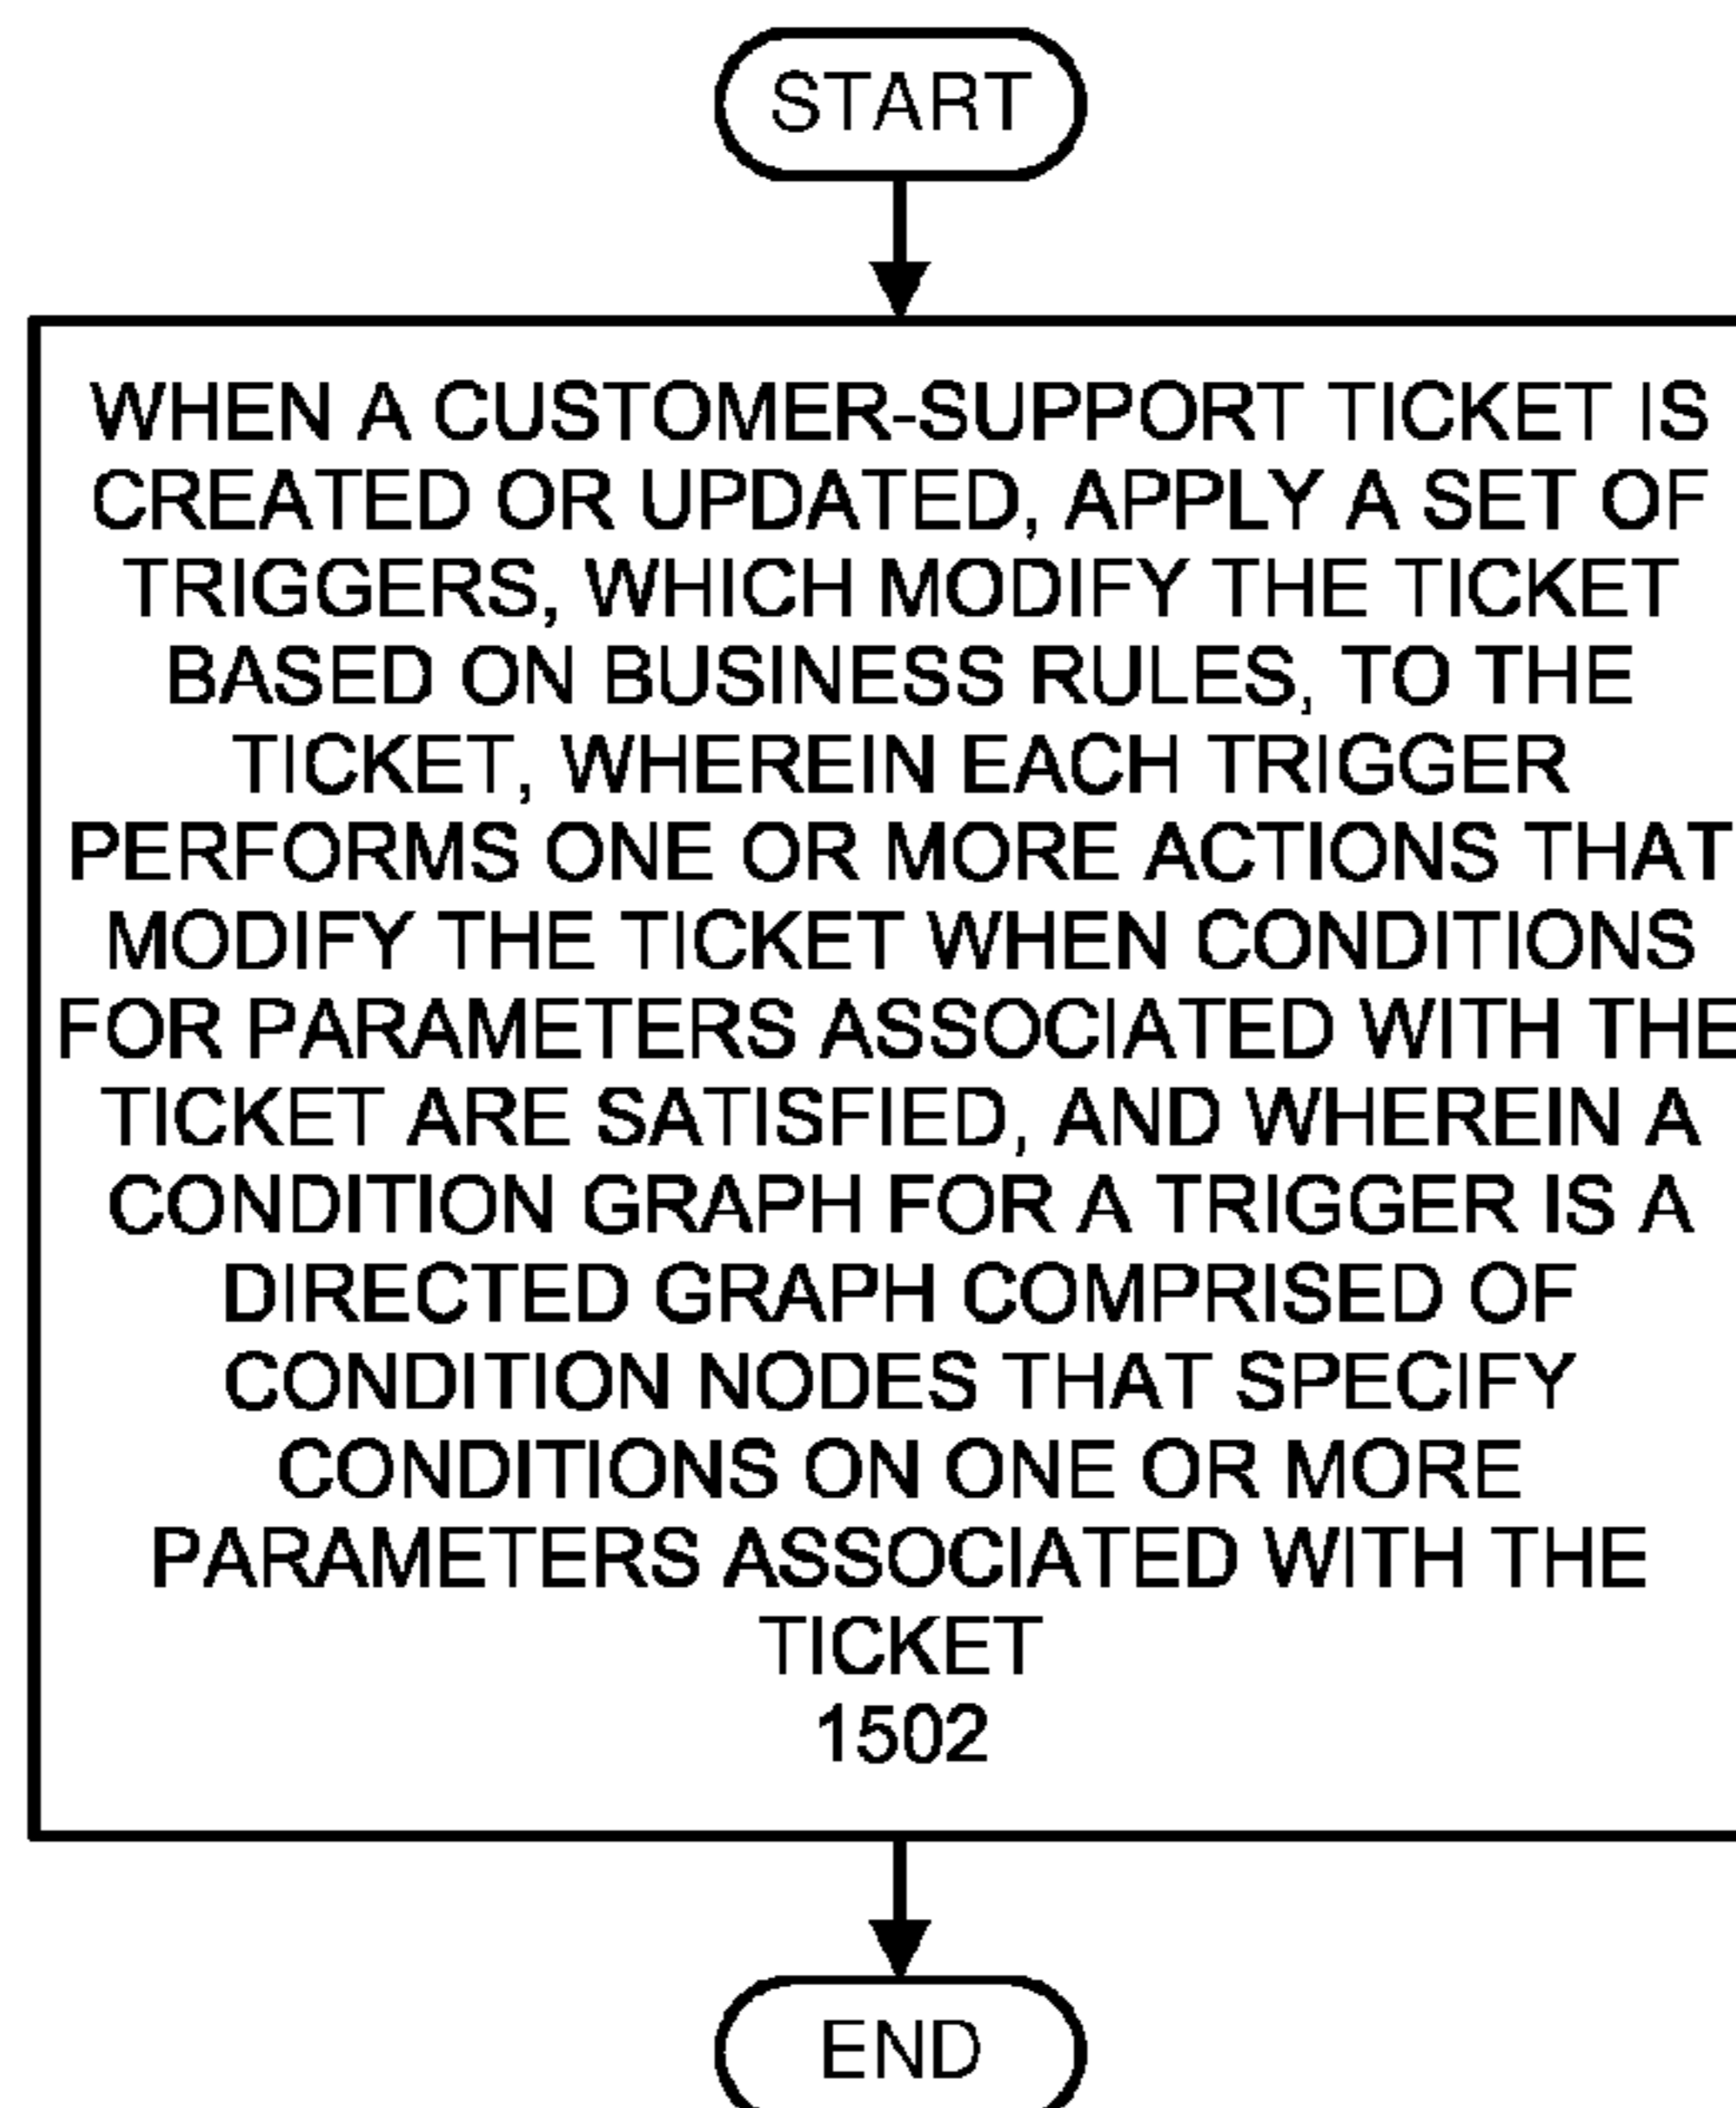 START
WHEN A CUSTOMER-SUPPORT TICKET IS
CREATED OR UPDATED, APPLY A SET OF
TRIGGERS, WHICH MODIFY THE TICKET
BASED ON BUSINESS RULES, TO THE
TICKET, WHEREIN EACH TRIGGER
PERFORMS ONE OR MORE ACTIONS THAT
MODIFY THE TICKET WHEN CONDITIONS
FOR PARAMETERS ASSOCIATED WITH THE
TICKET ARE SATISFIED, AND WHEREIN A
CONDITION GRAPH FOR A TRIGGER IS A
DIRECTED GRAPH COMPRISED OF
CONDITION NODES THAT SPECIFY
CONDITIONS ON ONE OR MORE
PARAMETERS ASSOCIATED WITH THE
TICKET
1502
END